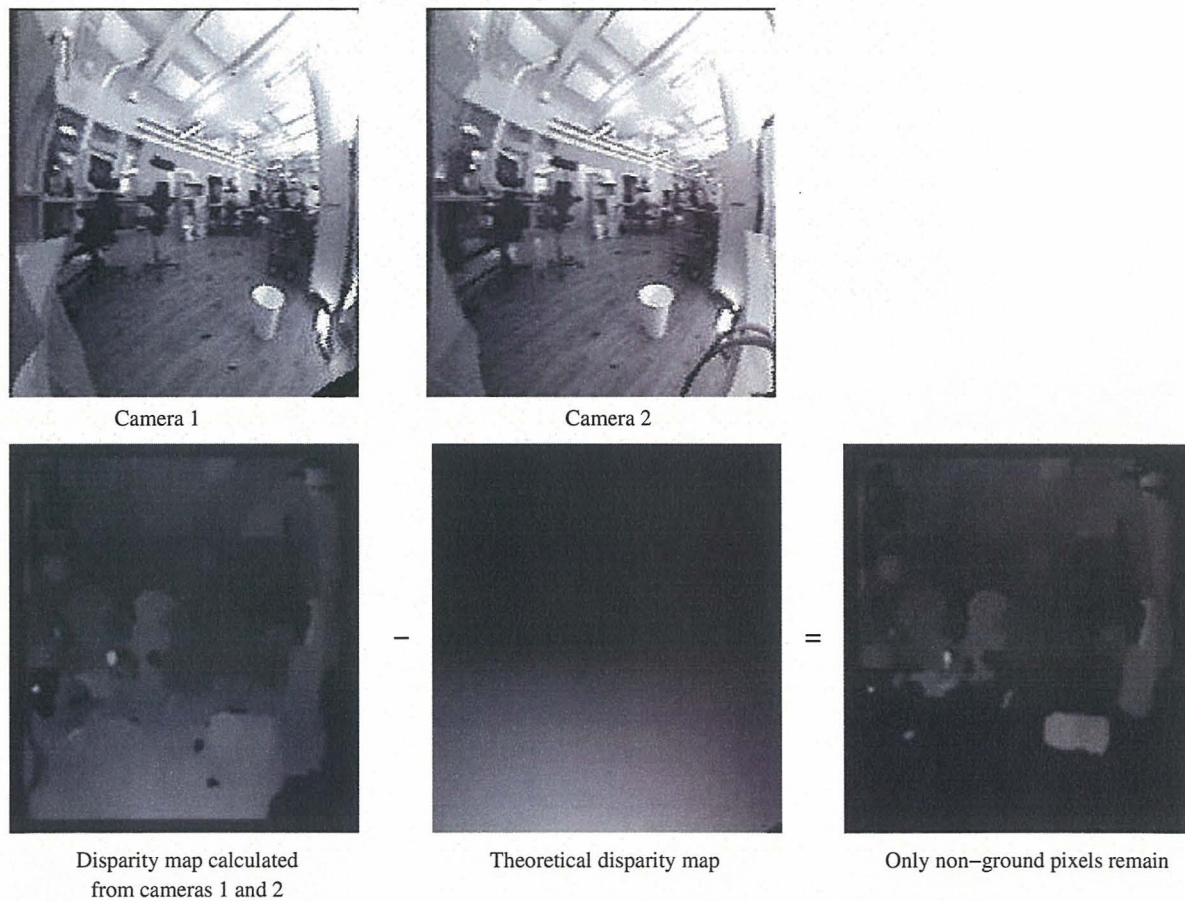 Camera 1
Camera 2
–
=
Disparity map calculated
from cameras 1 and 2
Theoretical disparity map
Only non–ground pixels remain